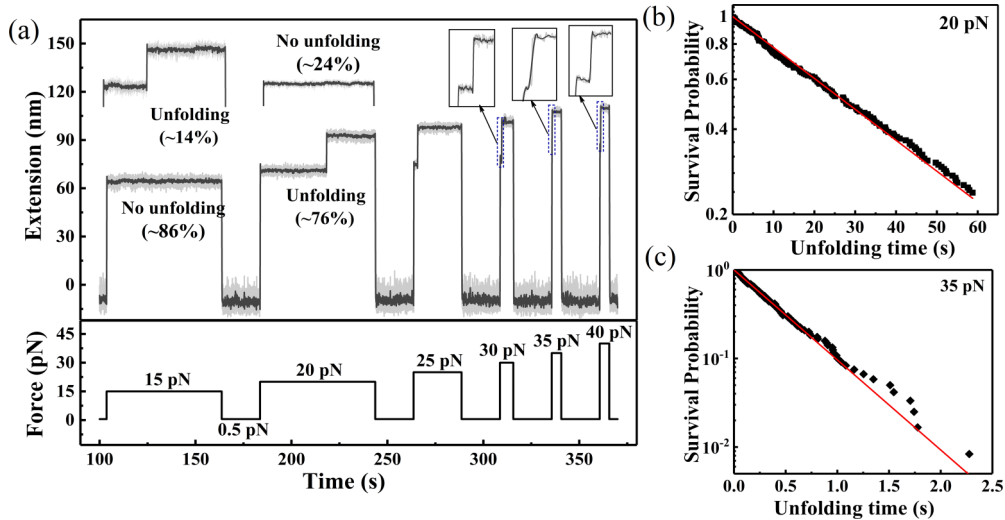 (a)
Extension (nm)
150
120
90
60
30
0
Unfolding
(~14%)
No unfolding
(~86%)
No unfolding
(~24%)
Unfolding
(~76%)
Force (pN)
45
30
15
0
15 pN
0.5 pN
20 pN
25 pN
30 pN
35 pN
40 pN
100 150 200 250 300 350
Time (s)
(b)
20 pN
Survival Probability
1
0.8
0.6
0.4
0.2
0 10 20 30 40 50 60
Unfolding time (s)
(c)
35 pN
Survival Probability
10⁰
10⁻¹
10⁻²
0.0 0.5 1.0 1.5 2.0 2.5
Unfolding time (s)